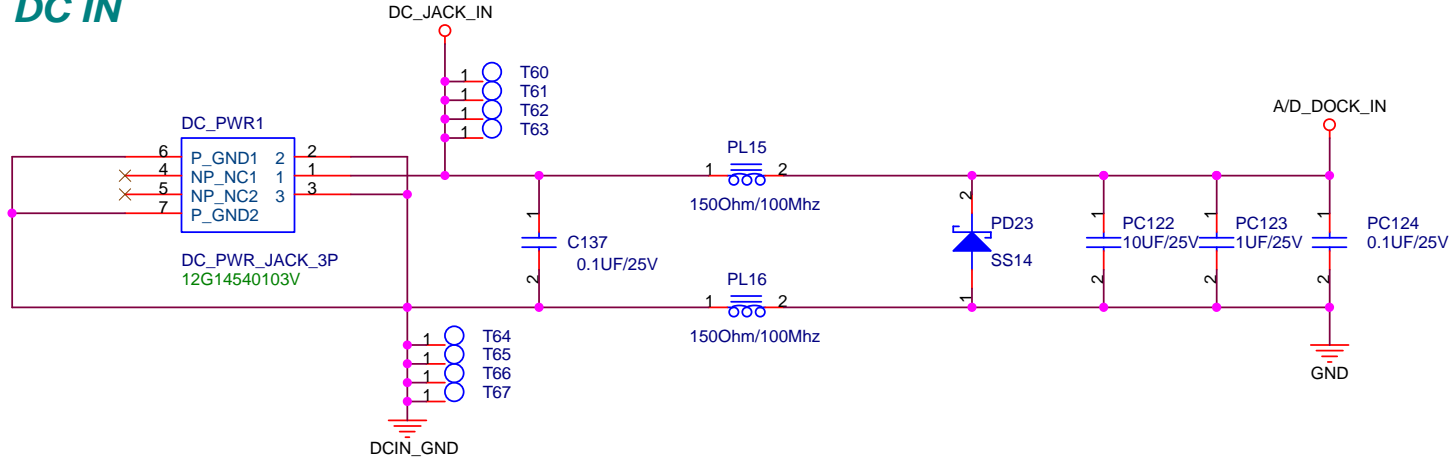 DC IN
DC_JACK_IN
1 T60
1 T61
1 T62
1 T63
A/D_DOCK_IN
DC_PWR1
6 P_GND1 2 2
4 NP_NC1 1 1
5 NP_NC2 3 3
7 P_GND2
DC_PWR_JACK_3P
12G14540103V
PL15
1 2
150Ohm/100Mhz
1
C137
0.1UF/25V
2
PL16
1 2
150Ohm/100Mhz
2
PD23
SS14
1
1
PC122
10UF/25V
2
1
PC123
1UF/25V
2
1
PC124
0.1UF/25V
2
1 T64
1 T65
1 T66
1 T67
DCIN_GND
GND